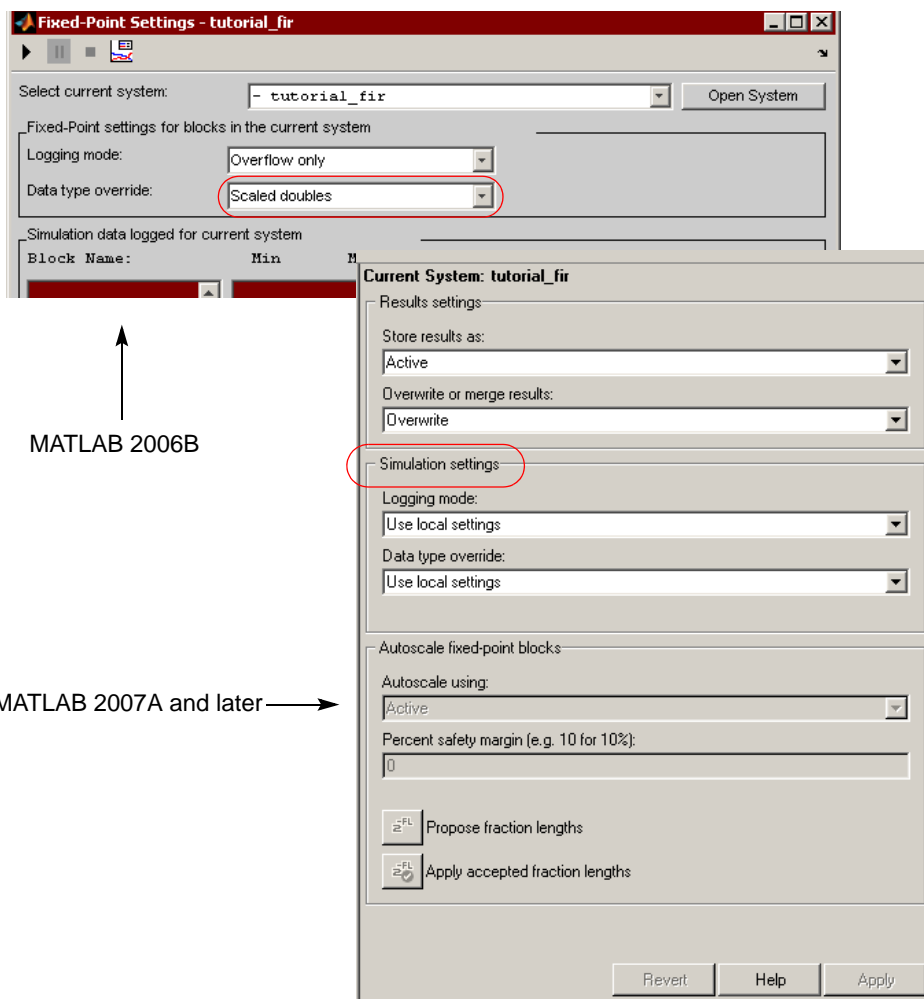 Fixed-Point Settings - tutorial_fir
Select current system:
- tutorial_fir
Open System
Fixed-Point settings for blocks in the current system
Logging mode:
Overflow only
Data type override:
Scaled doubles
Simulation data logged for current system
Block Name: Min
MATLAB 2006B
Current System: tutorial_fir
Results settings
Store results as:
Active
Overwrite or merge results:
Overwrite
Simulation settings
Logging mode:
Use local settings
Data type override:
Use local settings
Autoscale fixed-point blocks
Autoscale using:
Active
Percent safety margin (e.g. 10 for 10%):
0
Propose fraction lengths
Apply accepted fraction lengths
MATLAB 2007A and later
Revert Help Apply